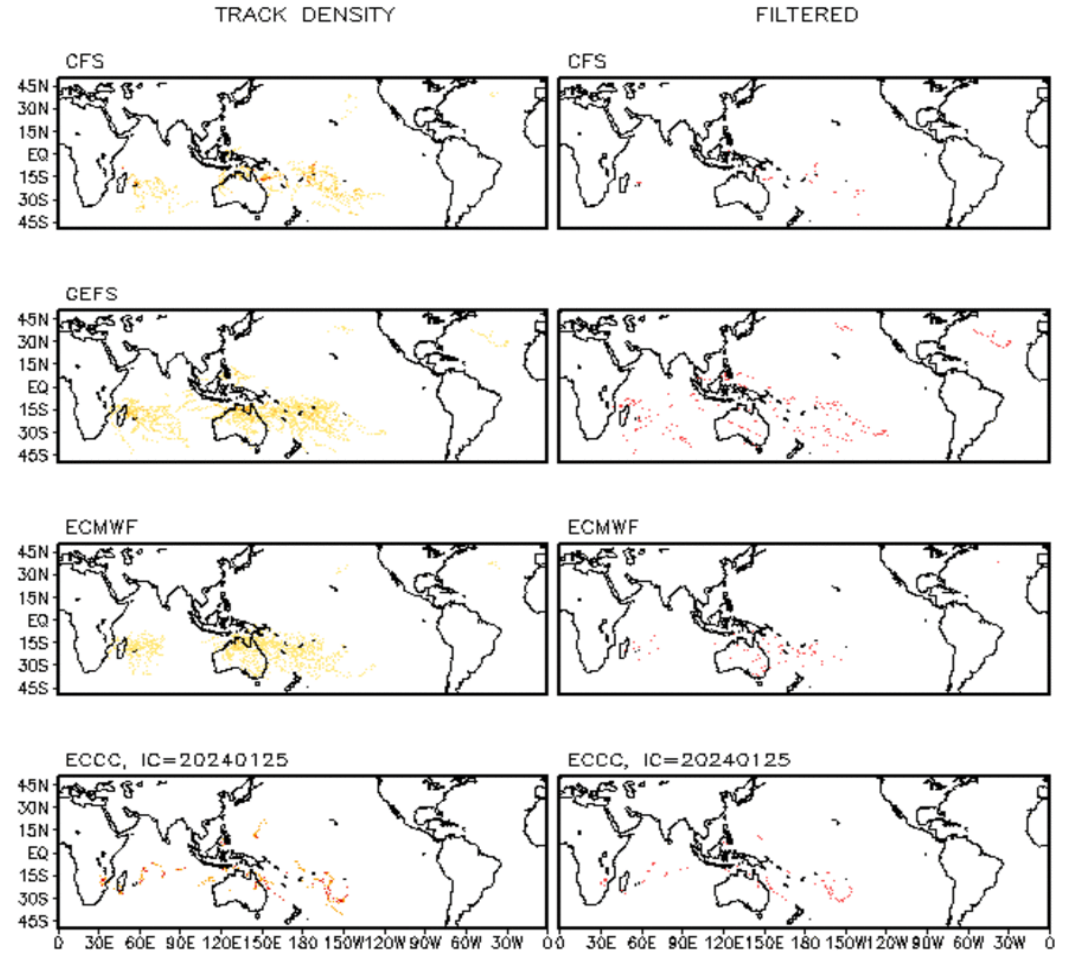 TRACK DENSITY FILTERED
CFS CFS
45N
30N
15N
EQ
15S
30S
45S
GEFS
45N
30N
15N
EQ
15S
30S
45S
ECMWF ECMWF
45N
30N
15N
EQ
15S
30S
45S
ECCC, IC=20240125 ECCC, IC=20240125
45N
30N
15N
EQ
15S
30S
45S
0 30E 60E 90E 120E 150E 180 150W 120W 90W 60W 30W 0 0 30E 60E 90E 120E 150E 180 150W 120W 90W 60W 30W 0